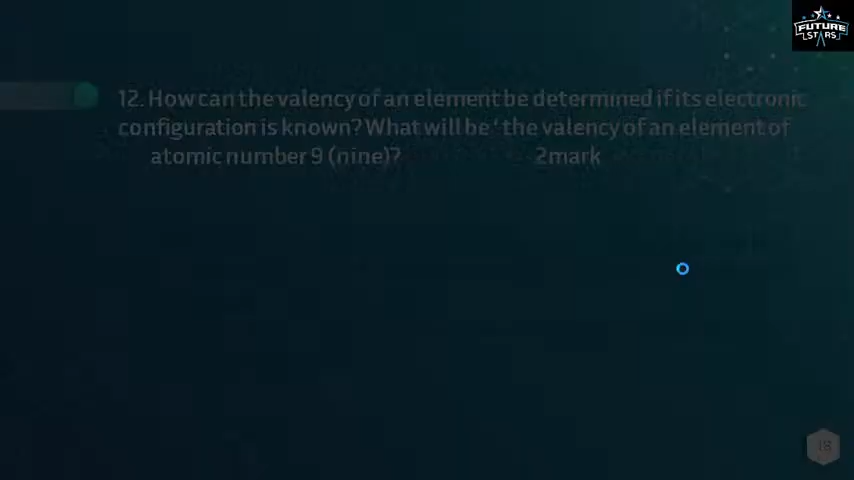 FUTURE
STARS
12. How can the valency of an element be determined if its electronic
configuration is known? What will be ‘ the valency of an element of
atomic number 9 (nine)? 2mark
18